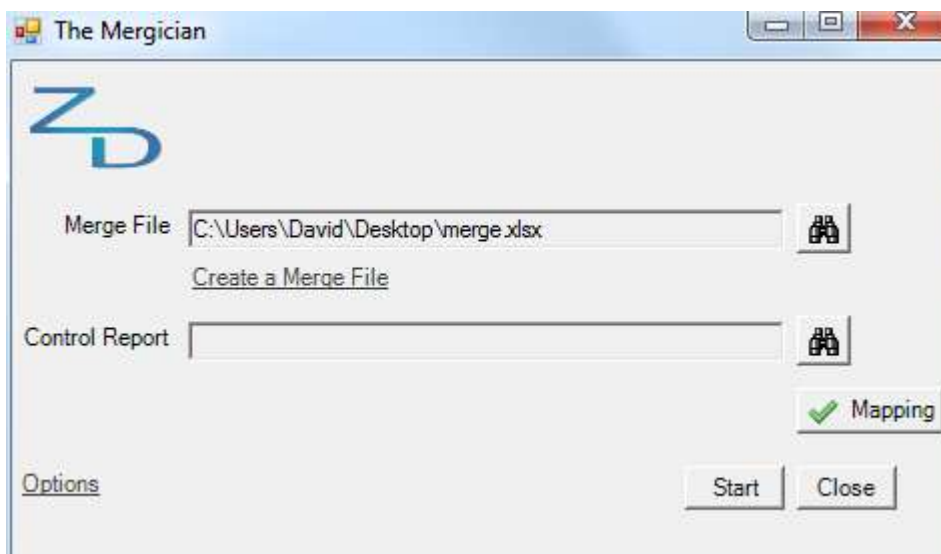 The Mergician
ZD
Merge File C:\Users\David\Desktop\merge.xlsx
Create a Merge File
Control Report
Mapping
Options Start Close